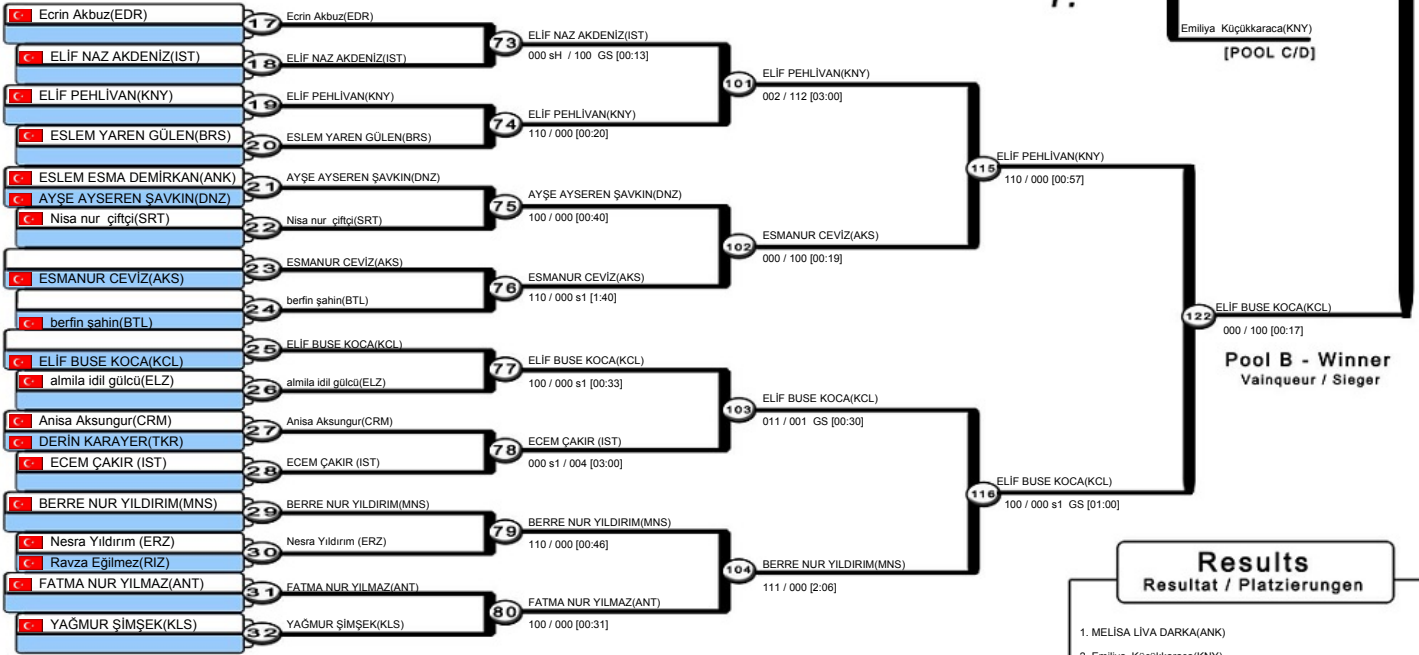 Ecrin Akbuz(EDR)
ELİF NAZ AKDENİZ(IST)
ELİF PEHLİVAN(KNY)
ESLEM YAREN GÜLEN(BRS)
ESLEM ESMA DEMİRKAN(ANK)
AYŞE AYSEREN ŞAVKIN(DNZ)
Nisa nur çiftçi(SRT)
ESMANUR CEVİZ(AKS)
berfin şahin(BTL)
ELİF BUSE KOCA(KCL)
almila idil gülcü(ELZ)
Anisa Aksungur(CRM)
DERİN KARAYER(TKR)
ECEM ÇAKIR (IST)
BERRE NUR YILDIRIM(MNS)
Nesra Yıldırım (ERZ)
Ravza Eğilmez(RIZ)
FATMA NUR YILMAZ(ANT)
YAĞMUR ŞİMŞEK(KLS)
17 Ecrin Akbuz(EDR)
18 ELİF NAZ AKDENİZ(IST)
19 ELİF PEHLİVAN(KNY)
20 ESLEM YAREN GÜLEN(BRS)
21 AYŞE AYSEREN ŞAVKIN(DNZ)
22 Nisa nur çiftçi(SRT)
23 ESMANUR CEVİZ(AKS)
24 berfin şahin(BTL)
25 ELİF BUSE KOCA(KCL)
26 almila idil gülcü(ELZ)
27 Anisa Aksungur(CRM)
28 ECEM ÇAKIR (IST)
29 BERRE NUR YILDIRIM(MNS)
30 Nesra Yıldırım (ERZ)
31 FATMA NUR YILMAZ(ANT)
32 YAĞMUR ŞİMŞEK(KLS)
73 ELİF NAZ AKDENİZ(IST)
000 sH / 100 GS [00:13]
74 ELİF PEHLİVAN(KNY)
110 / 000 [00:20]
75 AYŞE AYSEREN ŞAVKIN(DNZ)
100 / 000 [00:40]
76 ESMANUR CEVİZ(AKS)
110 / 000 s1 [1:40]
77 ELİF BUSE KOCA(KCL)
100 / 000 s1 [00:33]
78 ECEM ÇAKIR (IST)
000 s1 / 004 [03:00]
79 BERRE NUR YILDIRIM(MNS)
110 / 000 [00:46]
80 FATMA NUR YILMAZ(ANT)
100 / 000 [00:31]
101 ELİF PEHLİVAN(KNY)
002 / 112 [03:00]
102 ESMANUR CEVİZ(AKS)
000 / 100 [00:19]
103 ELİF BUSE KOCA(KCL)
011 / 001 GS [00:30]
104 BERRE NUR YILDIRIM(MNS)
111 / 000 [2:06]
115 ELİF PEHLİVAN(KNY)
110 / 000 [00:57]
116 ELİF BUSE KOCA(KCL)
100 / 000 s1 GS [01:00]
122 ELİF BUSE KOCA(KCL)
000 / 100 [00:17]
Pool B - Winner
Vainqueur / Sieger
Emiliya Küçükkaraca(KNY)
[POOL C/D]
Results
Resultat / Platzierungen
1. MELİSA LİVA DARKA(ANK)
2. Emiliya Küçükkaraca(KNY)